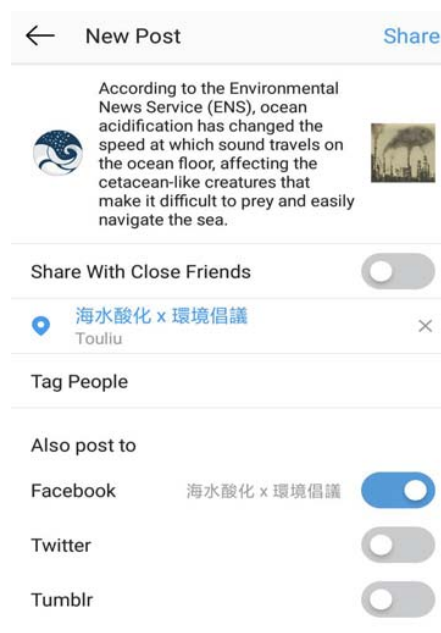 New Post
Share
According to the Environmental
News Service (ENS), ocean
acidification has changed the
speed at which sound travels on
the ocean floor, affecting the
cetacean-like creatures that
make it difficult to prey and easily
navigate the sea.
Share With Close Friends
海水酸化 x 環境倡議
Touliu
Tag People
Also post to
Facebook 海水酸化 x 環境倡議
Twitter
Tumblr